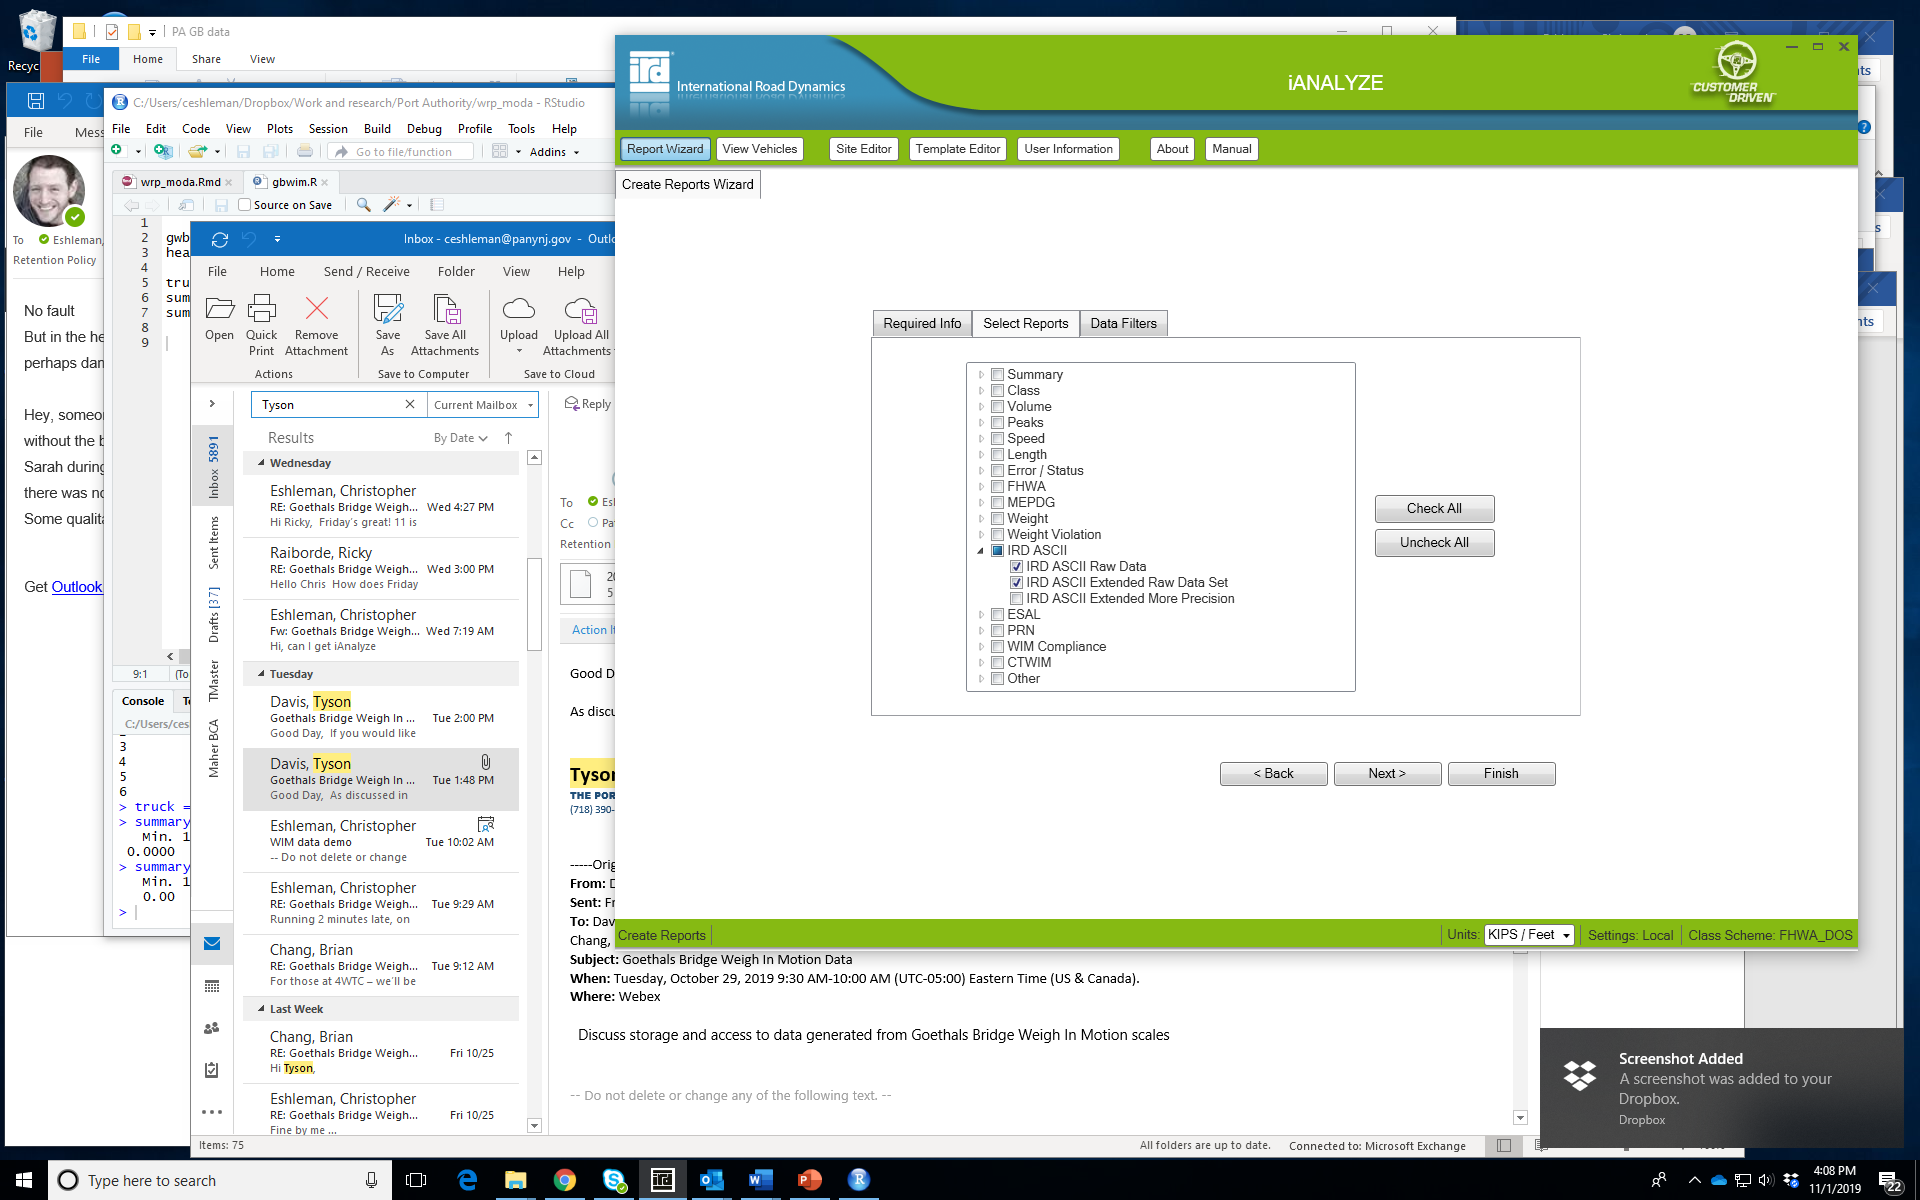 Recyc
PA GB data
File
Home
Share
View
File
Mess
To
Eshleman,
Retention Policy
No fault
But in the he
perhaps dan
Hey, someo
without the b
Sarah during
there was no
Some qualita
Get Outlook
C:/Users/ceshleman/Dropbox/Work and research/Port Authority/wrp_moda - RStudio
File Edit Code View Plots Session Build Debug Profile Tools Help
Go to file/function
Addins
wrp_moda.Rmd
gbwim.R
Source on Save
1
2 gwb
3 hea
4
5 tru
6 sum
7 sum
8
9
9:1
(To
Console
Te
C:/Users/ces
3
4
5
6
> truck =
> summary
Min. 1
0.0000
> summary
Min. 1
0.00
>
Inbox - ceshleman@panynj.gov - Outlo
File Home Send / Receive Folder View Help
Open
Quick Print
Remove Attachment
Save As
Save All Attachments
Upload
Upload All Attachments
Actions
Save to Computer
Save to Cloud
Tyson
Current Mailbox
Results
By Date
Inbox 5891
Sent Items
Drafts [37]
TMaster
Maher BCA
Wednesday
Eshleman, Christopher
RE: Goethals Bridge Weigh... Wed 4:27 PM
Hi Ricky, Friday's great! 11 is
Raiborde, Ricky
RE: Goethals Bridge Weigh... Wed 3:00 PM
Hello Chris How does Friday
Eshleman, Christopher
Fw: Goethals Bridge Weigh... Wed 7:19 AM
Hi, can I get iAnalyze
Tuesday
Davis, Tyson
Goethals Bridge Weigh In ... Tue 2:00 PM
Good Day, If you would like
Davis, Tyson
Goethals Bridge Weigh In ... Tue 1:48 PM
Good Day, As discussed in
Eshleman, Christopher
WIM data demo Tue 10:02 AM
-- Do not delete or change
Eshleman, Christopher
RE: Goethals Bridge Weigh... Tue 9:29 AM
Running 2 minutes late, on
Chang, Brian
RE: Goethals Bridge Weigh... Tue 9:12 AM
For those at 4WTC – we'll be
Last Week
Chang, Brian
RE: Goethals Bridge Weigh... Fri 10/25
Hi Tyson,
Eshleman, Christopher
RE: Goethals Bridge Weigh... Fri 10/25
Fine by me ...
Items: 75
Reply
To
Esl
Cc
Pa
Retention
20
5
Action It
Good D
As discu
Tyson
THE POR
(718) 390-
-----Orig
From: D
Sent: Fr
To: Dav
Chang,
Subject: Goethals Bridge Weigh In Motion Data
When: Tuesday, October 29, 2019 9:30 AM-10:00 AM (UTC-05:00) Eastern Time (US & Canada).
Where: Webex
Discuss storage and access to data generated from Goethals Bridge Weigh In Motion scales
-- Do not delete or change any of the following text. --
All folders are up to date.
Connected to: Microsoft Exchange
ird
International Road Dynamics
iANALYZE
CUSTOMER DRIVEN
Report Wizard
View Vehicles
Site Editor
Template Editor
User Information
About
Manual
Create Reports Wizard
Required Info
Select Reports
Data Filters
Summary
Class
Volume
Peaks
Speed
Length
Error / Status
FHWA
MEPDG
Weight
Weight Violation
IRD ASCII
IRD ASCII Raw Data
IRD ASCII Extended Raw Data Set
IRD ASCII Extended More Precision
ESAL
PRN
WIM Compliance
CTWIM
Other
Check All
Uncheck All
< Back
Next >
Finish
Create Reports
Units: KIPS / Feet
Settings: Local
Class Scheme: FHWA_DOS
nts
s
nts
Screenshot Added
A screenshot was added to your
Dropbox.
Dropbox
Type here to search
ird
4:08 PM
11/1/2019
22